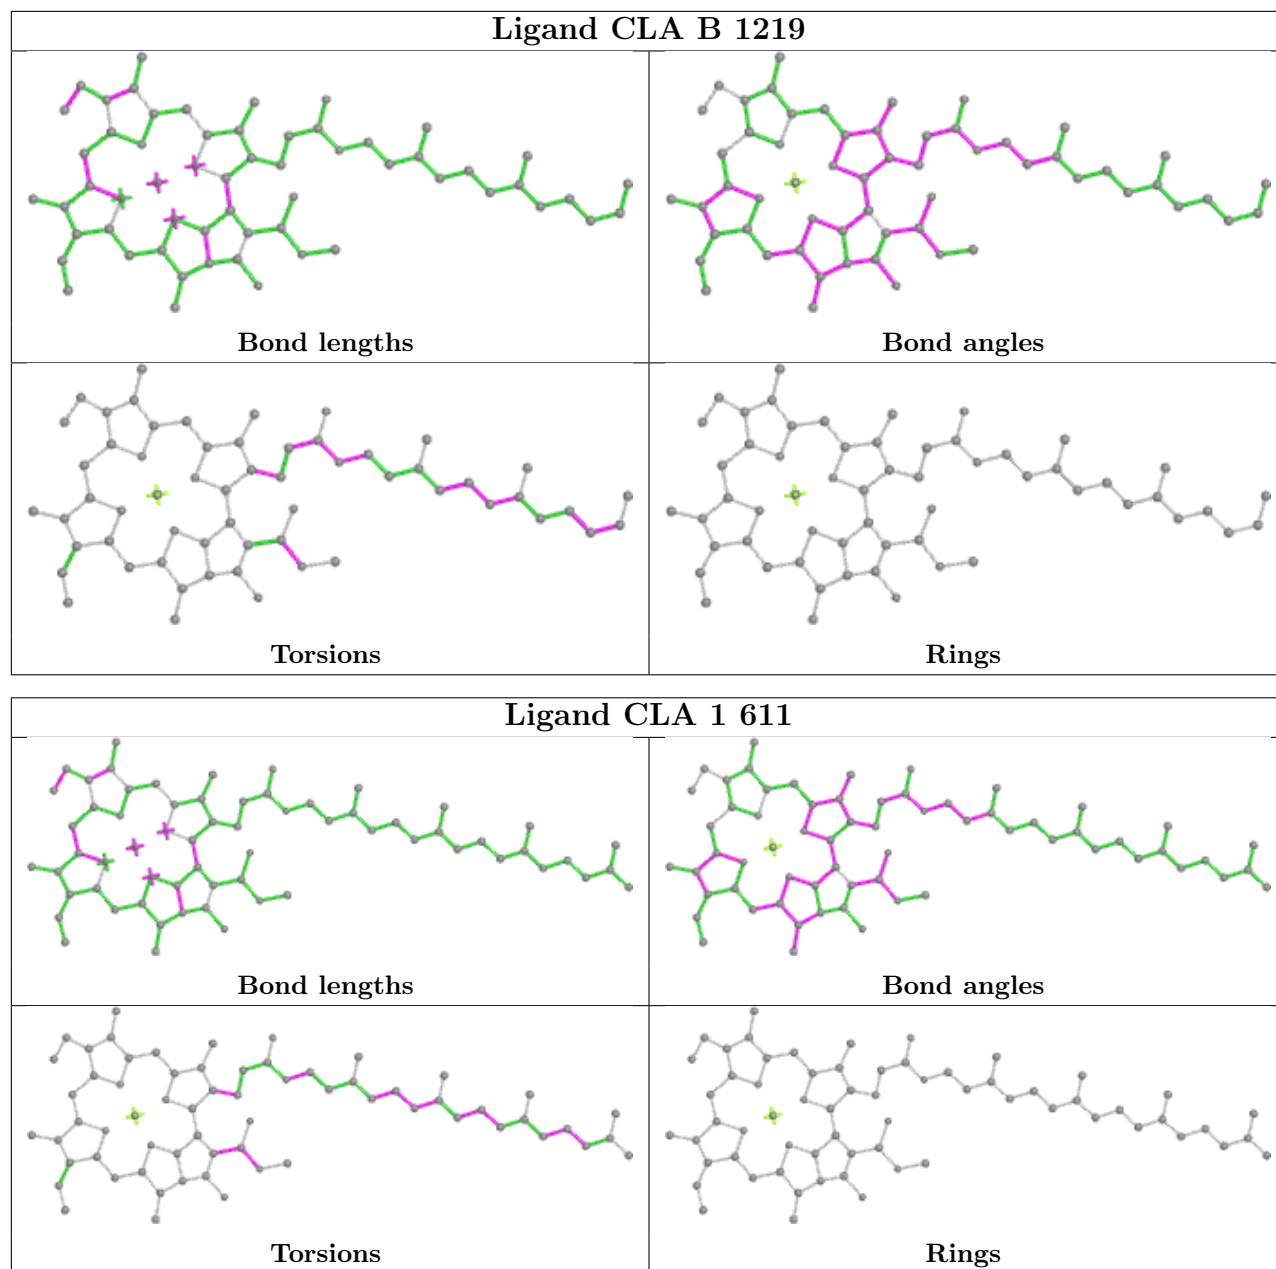 Ligand CLA B 1219
Bond lengths
Bond angles
Torsions
Rings
Ligand CLA 1 611
Bond lengths
Bond angles
Torsions
Rings